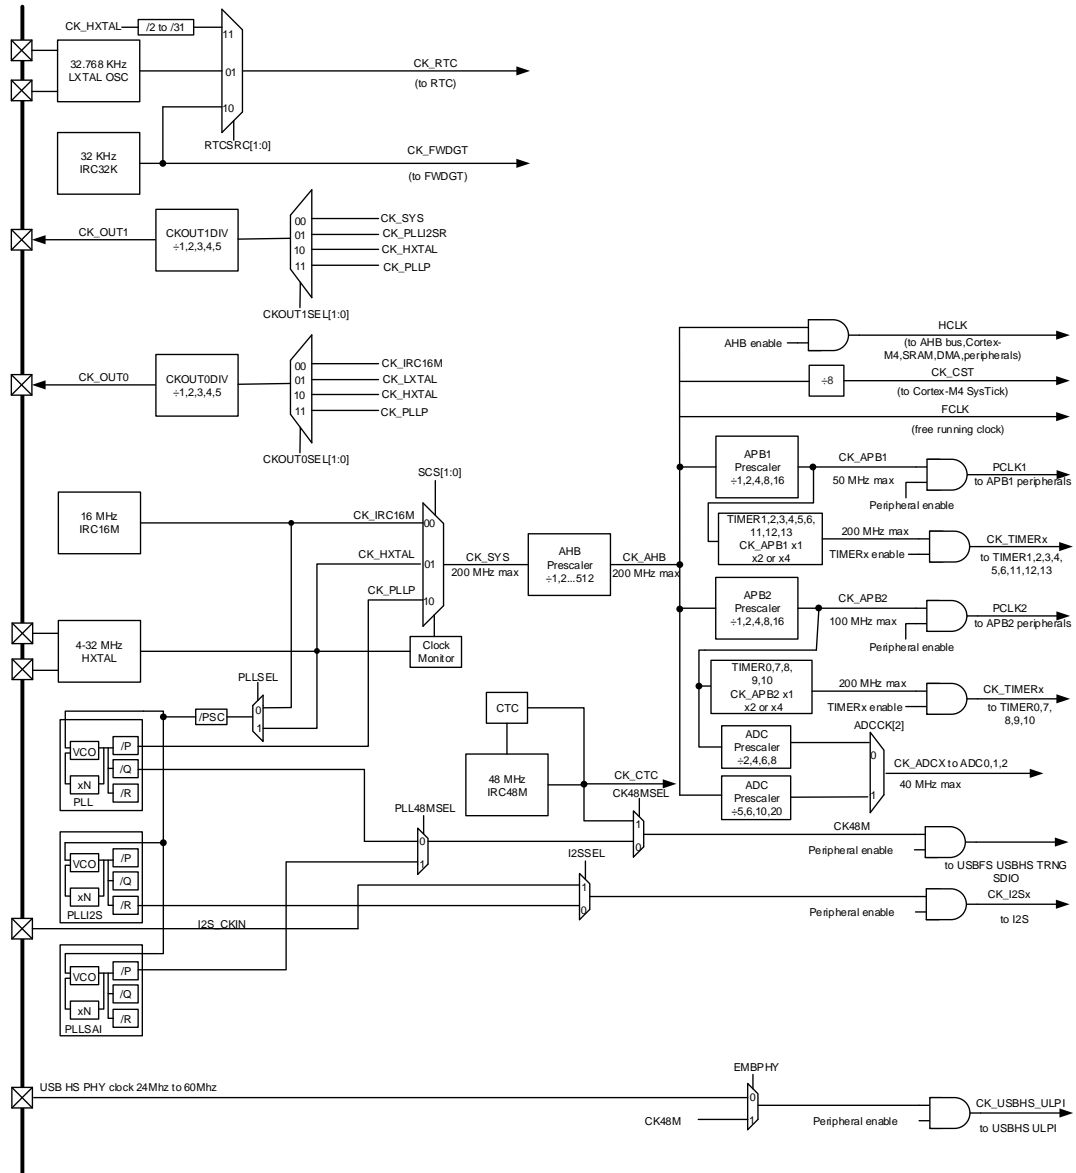 CK_HXTAL
/2 to /31
11
32.768 KHz
LXTAL OSC
01
CK_RTC
(to RTC)
10
RTCSRC[1:0]
32 KHz
IRC32K
CK_FWDGT
(to FWDGT)
CK_OUT1
CKOUT1DIV
÷1,2,3,4,5
00
01
10
11
CK_SYS
CK_PLLI2SR
CK_HXTAL
CK_PLLP
CKOUT1SEL[1:0]
CK_OUT0
CKOUT0DIV
÷1,2,3,4,5
00
01
10
11
CK_IRC16M
CK_LXTAL
CK_HXTAL
CK_PLLP
CKOUT0SEL[1:0]
AHB enable
HCLK
(to AHB bus,Cortex-
M4,SRAM,DMA,peripherals)
÷8
CK_CST
(to Cortex-M4 SysTick)
FCLK
(free running clock)
SCS[1:0]
16 MHz
IRC16M
CK_IRC16M
00
CK_HXTAL
01
CK_PLLP
10
CK_SYS
200 MHz max
AHB
Prescaler
÷1,2...512
CK_AHB
200 MHz max
APB1
Prescaler
÷1,2,4,8,16
CK_APB1
50 MHz max
Peripheral enable
PCLK1
to APB1 peripherals
TIMER1,2,3,4,5,6,
11,12,13
CK_APB1 x1
x2 or x4
200 MHz max
TIMERx enable
CK_TIMERx
to TIMER1,2,3,4,
5,6,11,12,13
APB2
Prescaler
÷1,2,4,8,16
CK_APB2
100 MHz max
Peripheral enable
PCLK2
to APB2 peripherals
4-32 MHz
HXTAL
Clock
Monitor
TIMER0,7,8,
9,10
CK_APB2 x1
x2 or x4
200 MHz max
TIMERx enable
CK_TIMERx
to TIMER0,7,
8,9,10
PLLSEL
0
1
/PSC
CTC
VCO
xN
/P
/Q
/R
PLL
48 MHz
IRC48M
CK_CTC
ADC
Prescaler
÷2,4,6,8
ADC
Prescaler
÷5,6,10,20
ADCCK[2]
0
1
CK_ADCX to ADC0,1,2
40 MHz max
PLL48MSEL
0
1
CK48MSEL
1
0
CK48M
Peripheral enable
to USBFS USBHS TRNG
SDIO
VCO
xN
/P
/Q
/R
PLLI2S
I2SSEL
1
0
Peripheral enable
CK_I2Sx
to I2S
I2S_CKIN
VCO
xN
/P
/Q
/R
PLLSAI
EMBPHY
USB HS PHY clock 24Mhz to 60Mhz
0
1
CK48M
Peripheral enable
CK_USBHS_ULPI
to USBHS ULPI